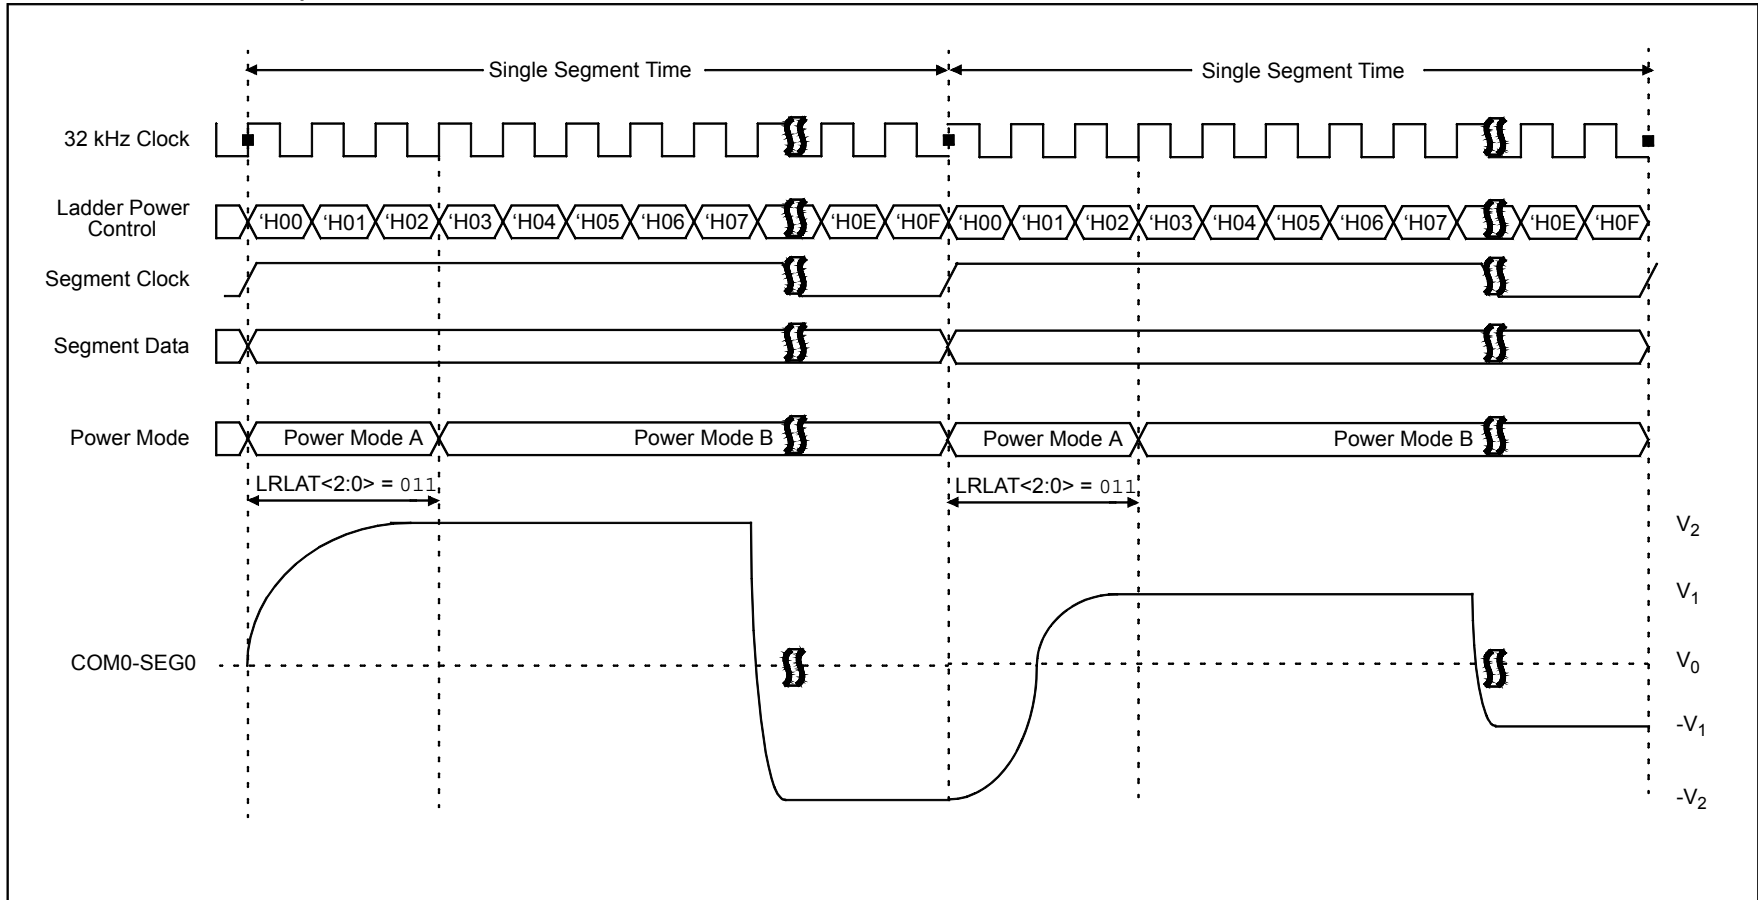 Single Segment Time Single Segment Time
32 kHz Clock
Ladder Power
Control
‘H00 ‘H01 ‘H02 ‘H03 ‘H04 ‘H05 ‘H06 ‘H07 ‘H0E ‘H0F ‘H00 ‘H01 ‘H02 ‘H03 ‘H04 ‘H05 ‘H06 ‘H07 ‘H0E ‘H0F
Segment Clock
Segment Data
Power Mode Power Mode A Power Mode B Power Mode A Power Mode B
LRLAT<2:0> = 011 LRLAT<2:0> = 011
V2
V1
COM0-SEG0 V0
-V1
-V2